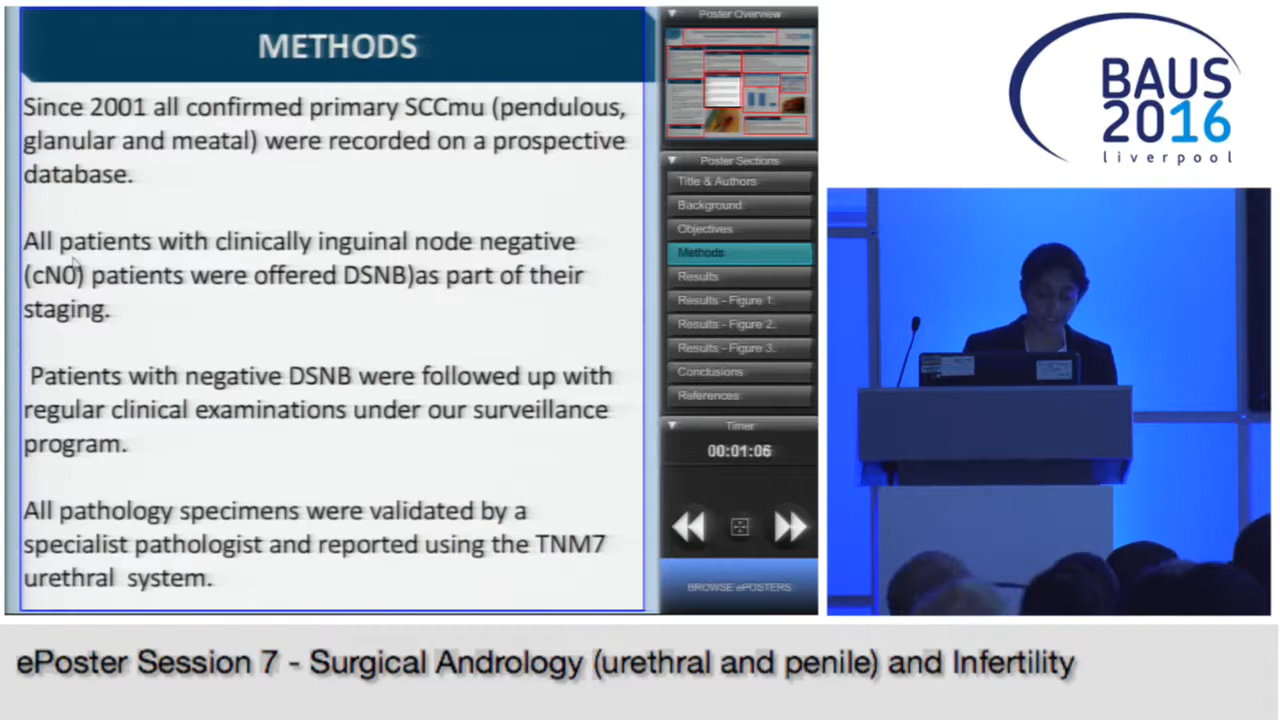 METHODS
Since 2001 all confirmed primary SCCmu (pendulous,
glanular and meatal) were recorded on a prospective
database.
All patients with clinically inguinal node negative
(cN0) patients were offered DSNB)as part of their
staging.
Patients with negative DSNB were followed up with
regular clinical examinations under our surveillance
program.
All pathology specimens were validated by a
specialist pathologist and reported using the TNM7
urethral system.
Poster Overview
Poster Sections
Title & Authors
Background
Objectives
Methods
Results
Results - Figure 1.
Results - Figure 2.
Results - Figure 3.
Conclusions
References
Timer
00:01:06
BROWSE ePOSTERS
BAUS
2016
liverpool
ePoster Session 7 - Surgical Andrology (urethral and penile) and Infertility